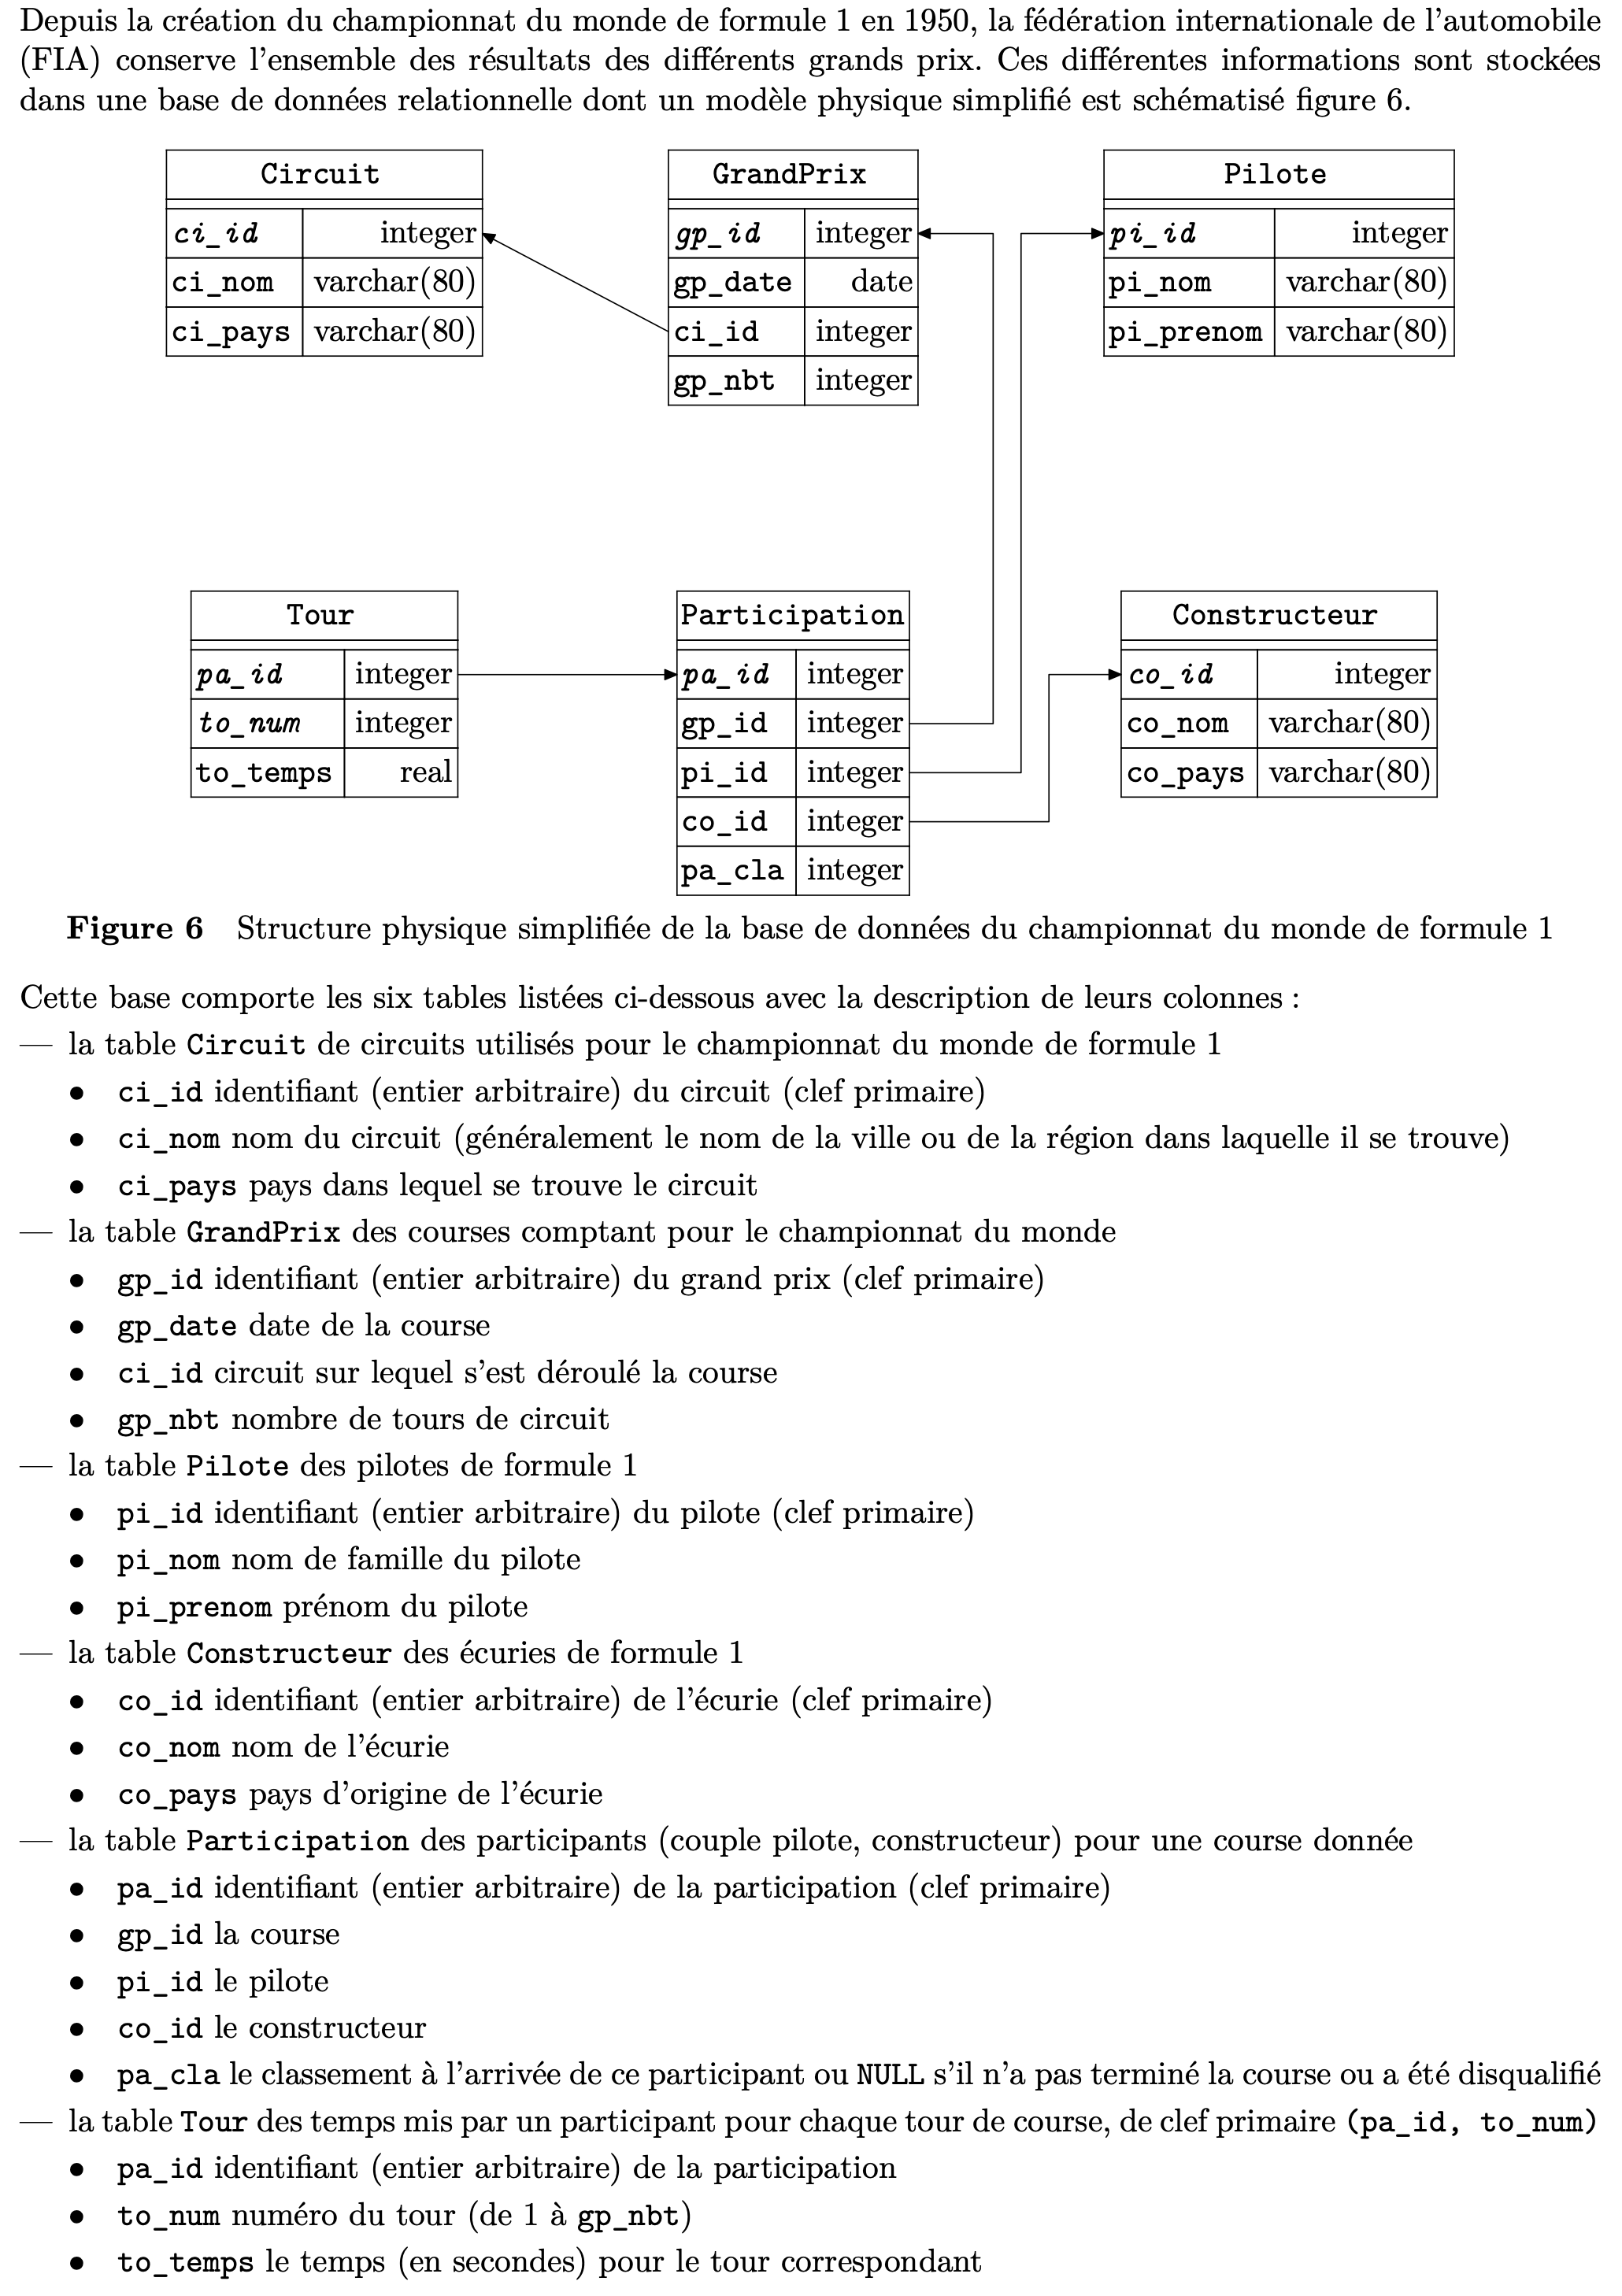 Depuis la création du championnat du monde de formule 1 en 1950, la fédération internationale de l'automobile
(FIA) conserve l'ensemble des résultats des différents grands prix. Ces différentes informations sont stockées
dans une base de données relationnelle dont un modèle physique simplifié est schématisé figure 6.
Circuit
ci_id integer
ci_nom varchar(80)
ci_pays varchar(80)
GrandPrix
gp_id integer
gp_date date
ci_id integer
gp_nbt integer
Pilote
pi_id integer
pi_nom varchar(80)
pi_prenom varchar(80)
Tour
pa_id integer
to_num integer
to_temps real
Participation
pa_id integer
gp_id integer
pi_id integer
co_id integer
pa_cla integer
Constructeur
co_id integer
co_nom varchar(80)
co_pays varchar(80)
Figure 6 Structure physique simplifiée de la base de données du championnat du monde de formule 1
Cette base comporte les six tables listées ci-dessous avec la description de leurs colonnes :
— la table Circuit de circuits utilisés pour le championnat du monde de formule 1
• ci_id identifiant (entier arbitraire) du circuit (clef primaire)
• ci_nom nom du circuit (généralement le nom de la ville ou de la région dans laquelle il se trouve)
• ci_pays pays dans lequel se trouve le circuit
— la table GrandPrix des courses comptant pour le championnat du monde
• gp_id identifiant (entier arbitraire) du grand prix (clef primaire)
• gp_date date de la course
• ci_id circuit sur lequel s'est déroulé la course
• gp_nbt nombre de tours de circuit
— la table Pilote des pilotes de formule 1
• pi_id identifiant (entier arbitraire) du pilote (clef primaire)
• pi_nom nom de famille du pilote
• pi_prenom prénom du pilote
— la table Constructeur des écuries de formule 1
• co_id identifiant (entier arbitraire) de l'écurie (clef primaire)
• co_nom nom de l'écurie
• co_pays pays d'origine de l'écurie
— la table Participation des participants (couple pilote, constructeur) pour une course donnée
• pa_id identifiant (entier arbitraire) de la participation (clef primaire)
• gp_id la course
• pi_id le pilote
• co_id le constructeur
• pa_cla le classement à l'arrivée de ce participant ou NULL s'il n'a pas terminé la course ou a été disqualifié
— la table Tour des temps mis par un participant pour chaque tour de course, de clef primaire (pa_id, to_num)
• pa_id identifiant (entier arbitraire) de la participation
• to_num numéro du tour (de 1 à gp_nbt)
• to_temps le temps (en secondes) pour le tour correspondant